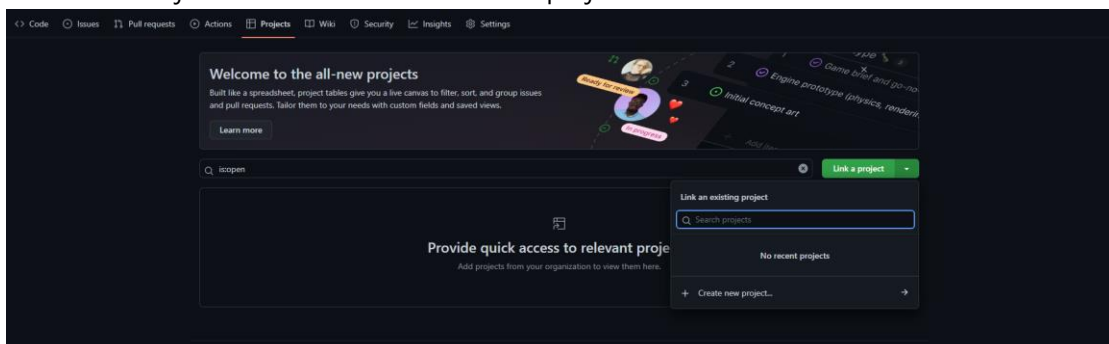 Code Issues Pull requests Actions Projects Wiki Security Insights Settings
Welcome to the all-new projects
Built like a spreadsheet, project tables give you a live canvas to filter, sort, and group issues
and pull requests. Tailor them to your needs with custom fields and saved views.
Learn more
Ready for review
In progress
2
3
Engine prototype (physics, renderin
Initial concept art
Game brief and go-no-
is:open
Link a project
Link an existing project
Search projects
No recent projects
Create new project...
Provide quick access to relevant proje
Add projects from your organization to view them here.